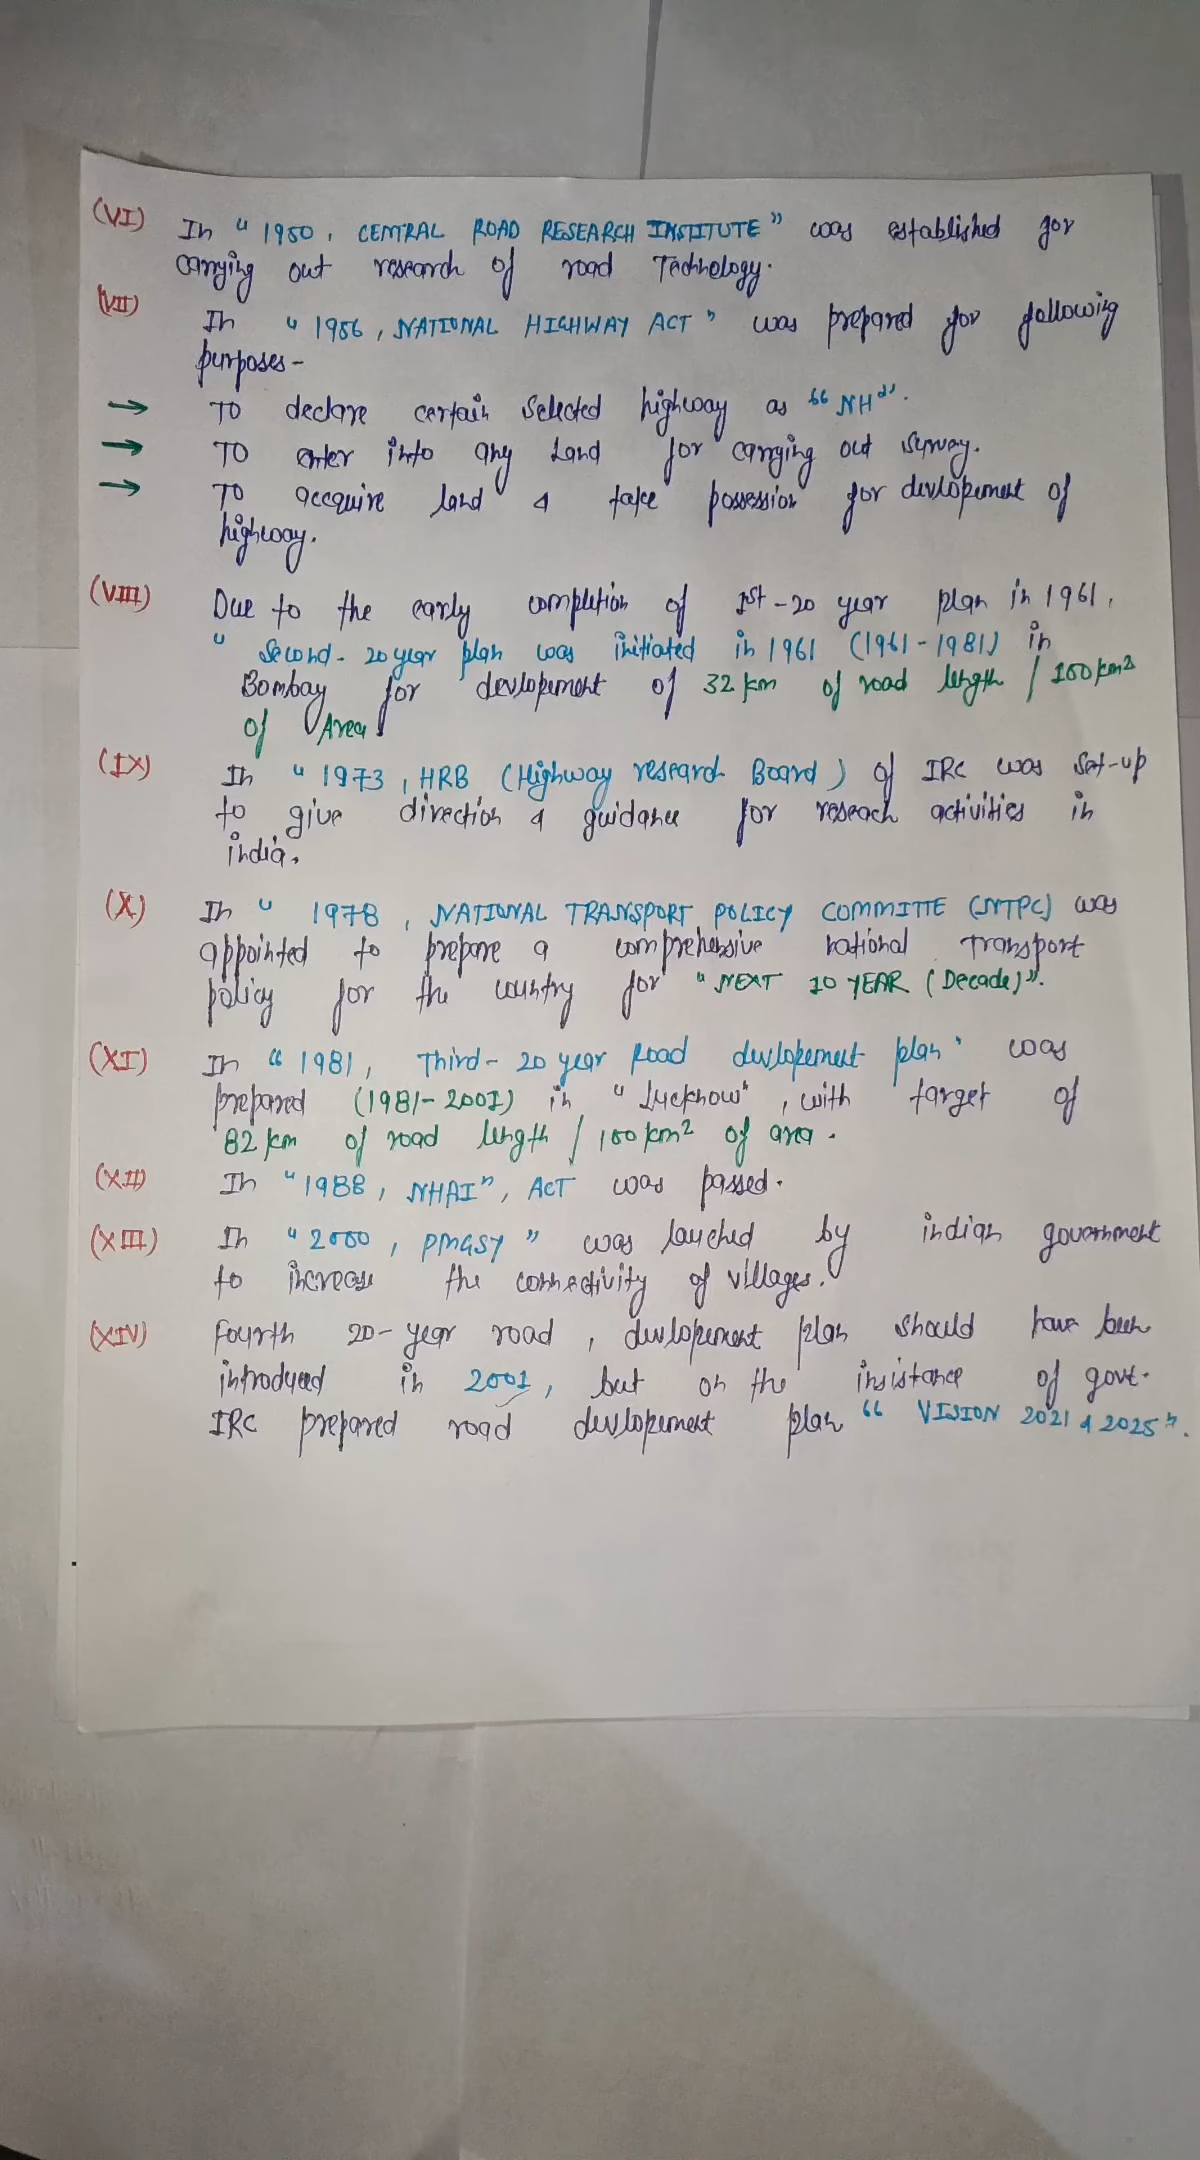 (VI) In "1950, CENTRAL ROAD RESEARCH INSTITUTE" was established for
carrying out research of road Technology.
(VII) In "1956, NATIONAL HIGHWAY ACT" was prepared for following
purposes-
→ TO declare certain selected highway as "NH".
→ TO enter into any land for carrying out survay.
→ TO accquire land & take possession for devlopement of
highway.
(VIII) Due to the early completion of 1st-20 year plan in 1961,
"Second-20 year plan was initiated in 1961 (1961-1981) in
Bombay for devlopement of 32 km of road length / 100 km²
of Area
(IX) In "1973, HRB (Highway research Board) of IRC was set-up
to give direction & guidance for reseach activities in
india.
(X) In "1978, NATIONAL TRANSPORT POLICY COMMITTE (NTPC) was
appointed to prepare a comprehensive national transport
policy for the country for "NEXT 10 YEAR (Decade)".
(XI) In "1981, Third-20 year Road devlopement plan" was
prepared (1981-2001) in "Lucknow", with target of
82 km of road length / 100 km² of area.
(XII) In "1988, NHAI", ACT was passed.
(XIII) In "2000, PMGSY" was lauched by indian government
to increase the connectivity of villages.
(XIV) Fourth 20-year road, devlopement plan should have been
introduced in 2001, but on the insistance of govt.
IRC prepared road devlopement plan "VISION 2021 & 2025".